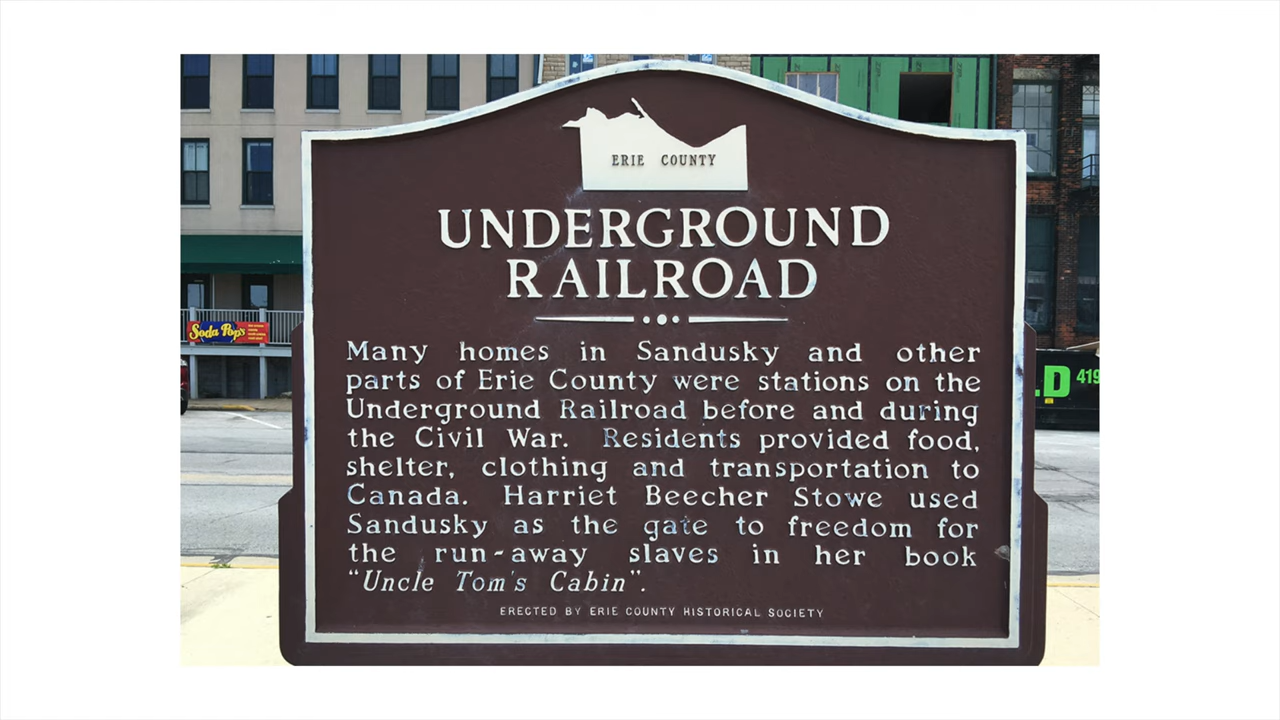 ERIE COUNTY
UNDERGROUND
RAILROAD
Many homes in Sandusky and other
parts of Erie County were stations on the
Underground Railroad before and during
the Civil War. Residents provided food,
shelter, clothing and transportation to
Canada. Harriet Beecher Stowe used
Sandusky as the gate to freedom for
the run-away slaves in her book
“Uncle Tom's Cabin”.
ERECTED BY ERIE COUNTY HISTORICAL SOCIETY
Soda Pops
.D 419